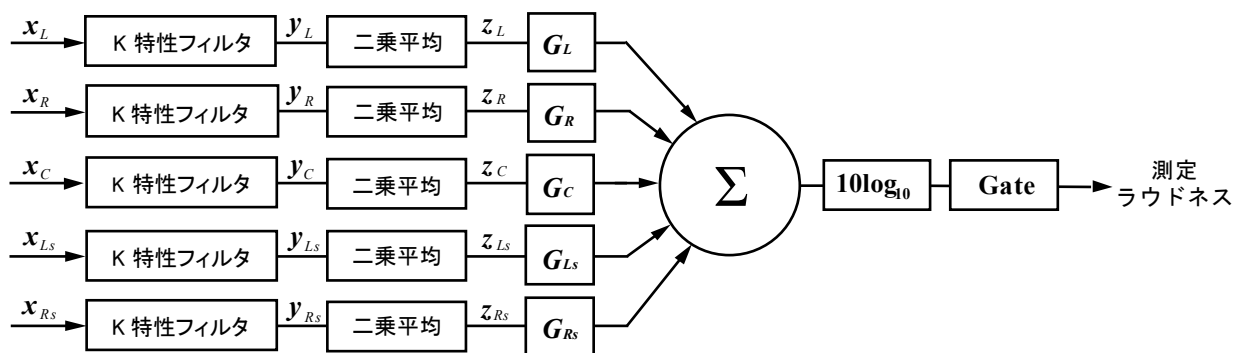 x_L K 特性フィルタ y_L 二乗平均 z_L G_L
x_R K 特性フィルタ y_R 二乗平均 z_R G_R
x_C K 特性フィルタ y_C 二乗平均 z_C G_C
x_Ls K 特性フィルタ y_Ls 二乗平均 z_Ls G_Ls
x_Rs K 特性フィルタ y_Rs 二乗平均 z_Rs G_Rs
Σ
10log₁₀
Gate
測定
ラウドネス